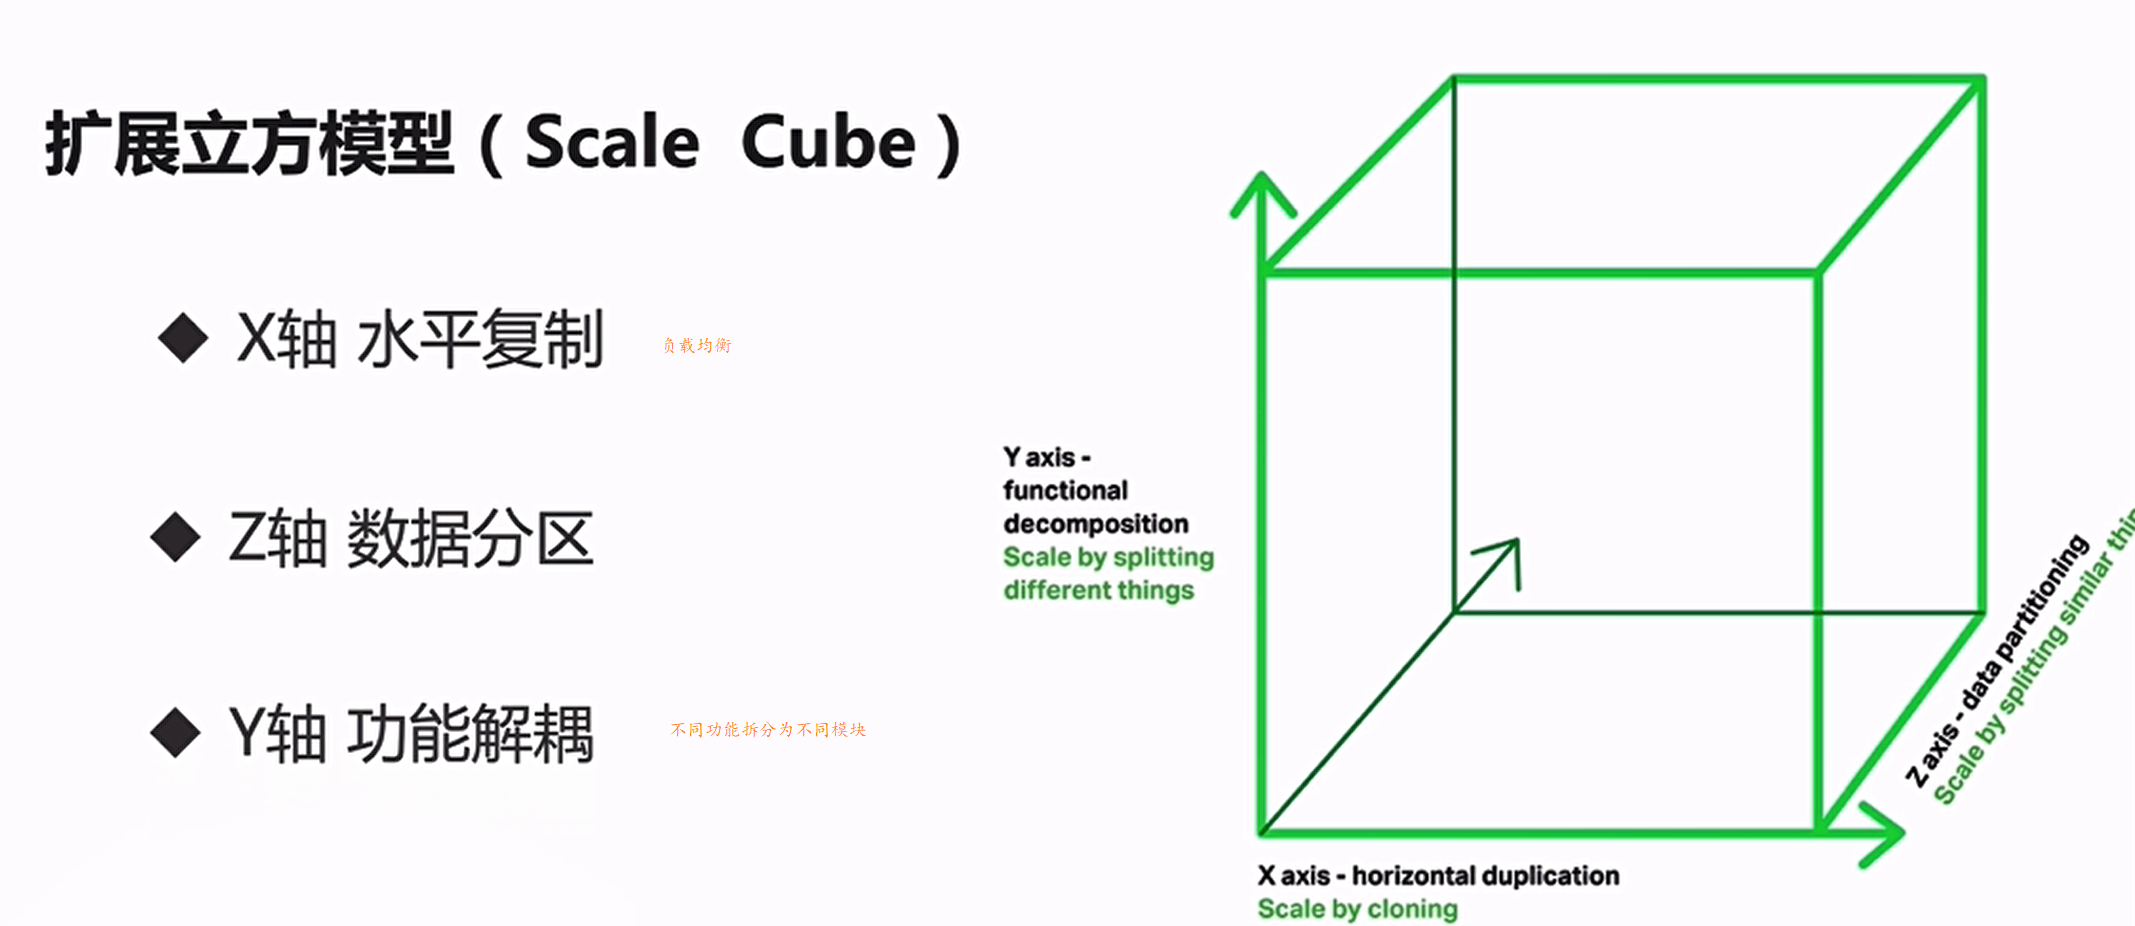 扩展立方模型（Scale Cube）
◆ X轴 水平复制
负载均衡
◆ Z轴 数据分区
◆ Y轴 功能解耦
不同功能拆分为不同模块
Y axis -
functional
decomposition
Scale by splitting
different things
Z axis - data partitioning
Scale by splitting similar
X axis - horizontal duplication
Scale by cloning